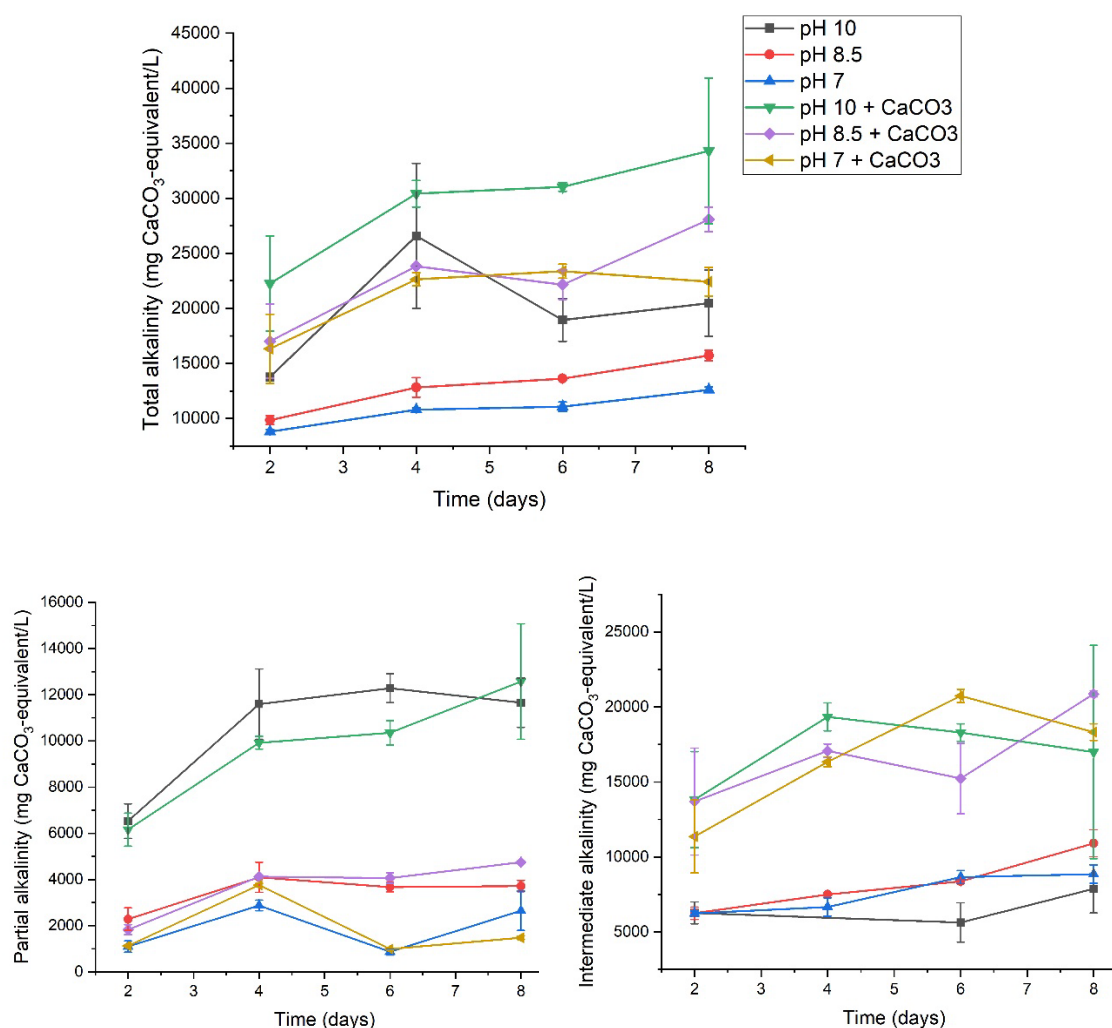 pH 10
pH 8.5
pH 7
pH 10 + CaCO3
pH 8.5 + CaCO3
pH 7 + CaCO3
Total alkalinity (mg CaCO₃-equivalent/L)
45000
40000
35000
30000
25000
20000
15000
10000
2 3 4 5 6 7 8
Time (days)
Partial alkalinity (mg CaCO₃-equivalent/L)
16000
14000
12000
10000
8000
6000
4000
2000
0
2 3 4 5 6 7 8
Time (days)
Intermediate alkalinity (mg CaCO₃-equivalent/L)
25000
20000
15000
10000
5000
2 3 4 5 6 7 8
Time (days)